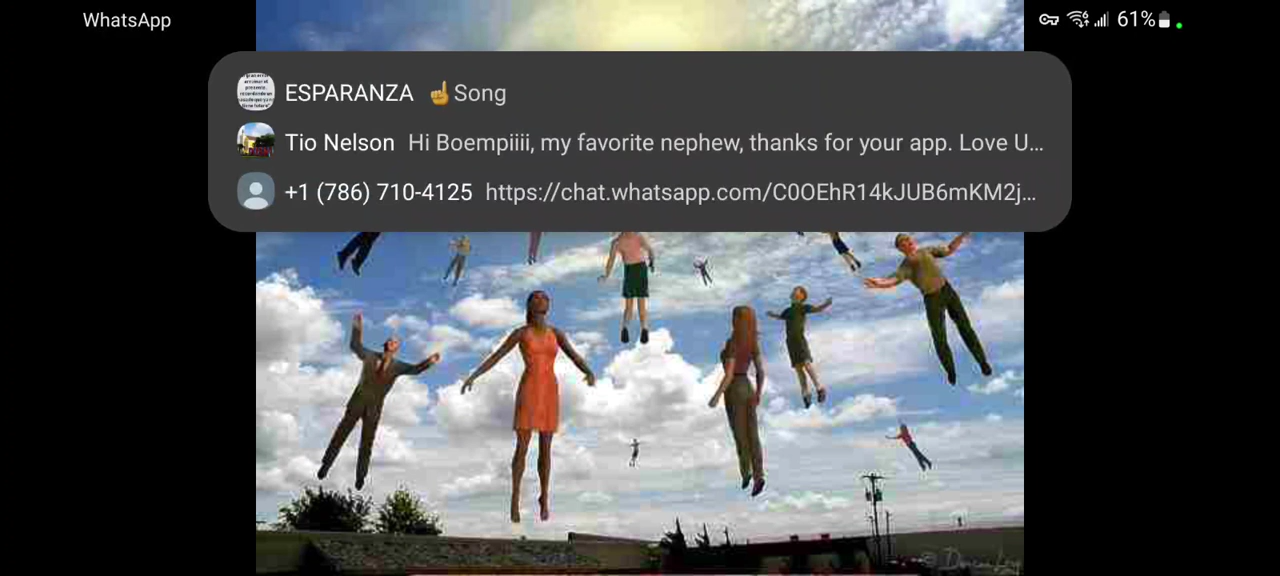 WhatsApp
61%
ESPARANZA ☝Song
Tio Nelson Hi Boempiiii, my favorite nephew, thanks for your app. Love U...
+1 (786) 710-4125 https://chat.whatsapp.com/C0OEhR14kJUB6mKM2j...